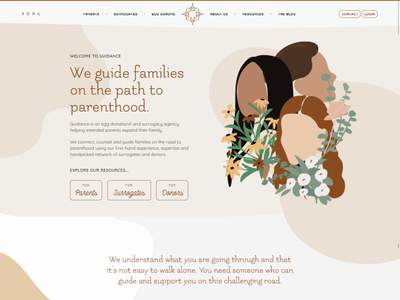 PARENTS
SURROGATES
EGG DONORS
ABOUT US
RESOURCES
THE BLOG
CONTACT
LOGIN
WELCOME TO GUIDANCE
We guide families
on the path to
parenthood.
Guidance is an egg donation and surrogacy agency
helping intended parents expand their family.
We connect, counsel and guide families on the road to
parenthood using our first-hand experience, expertise and
handpicked network of surrogates and donors.
EXPLORE OUR RESOURCES...
FOR
Parents
FOR
Surrogates
FOR
Donors
We understand what you are going through and that
it's not easy to walk alone. You need someone who can
guide and support you on this challenging road.